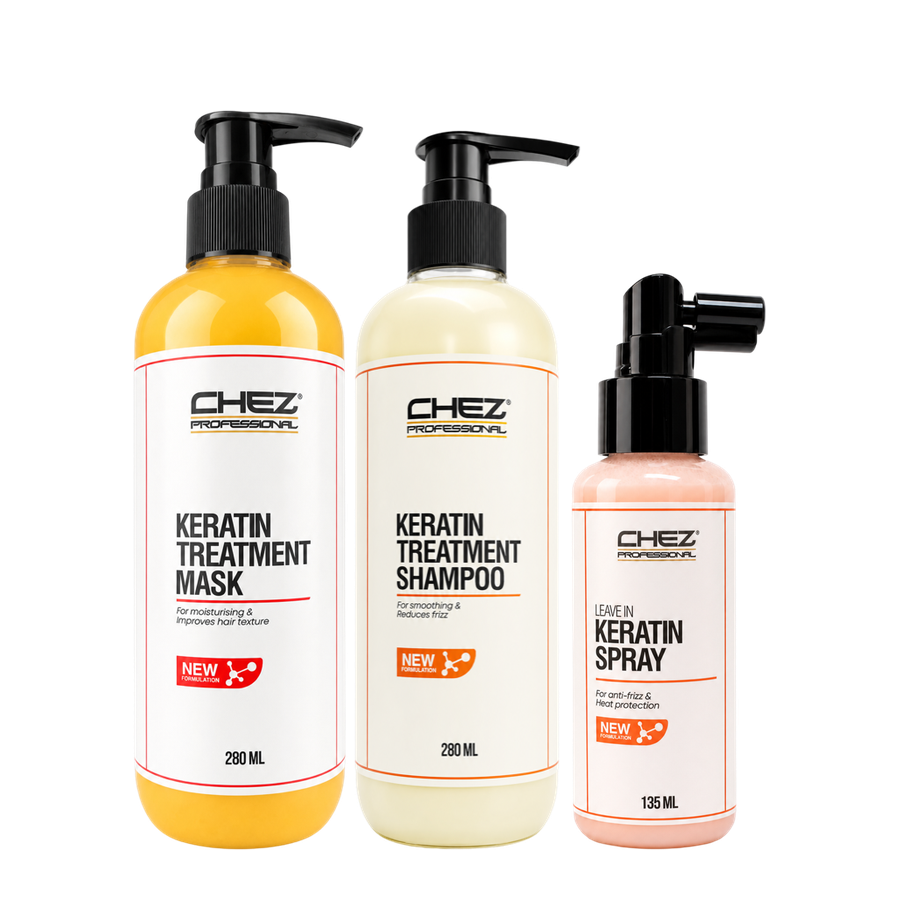 CHEZ®
PROFESSIONAL
KERATIN
TREATMENT
MASK
For moisturising &
Improves hair texture
NEW
FORMULATION
280 ML
CHEZ®
PROFESSIONAL
KERATIN
TREATMENT
SHAMPOO
For smoothing &
Reduces frizz
NEW
FORMULATION
280 ML
CHEZ®
PROFESSIONAL
LEAVE IN
KERATIN
SPRAY
For anti-frizz &
Heat protection
NEW
FORMULATION
135 ML